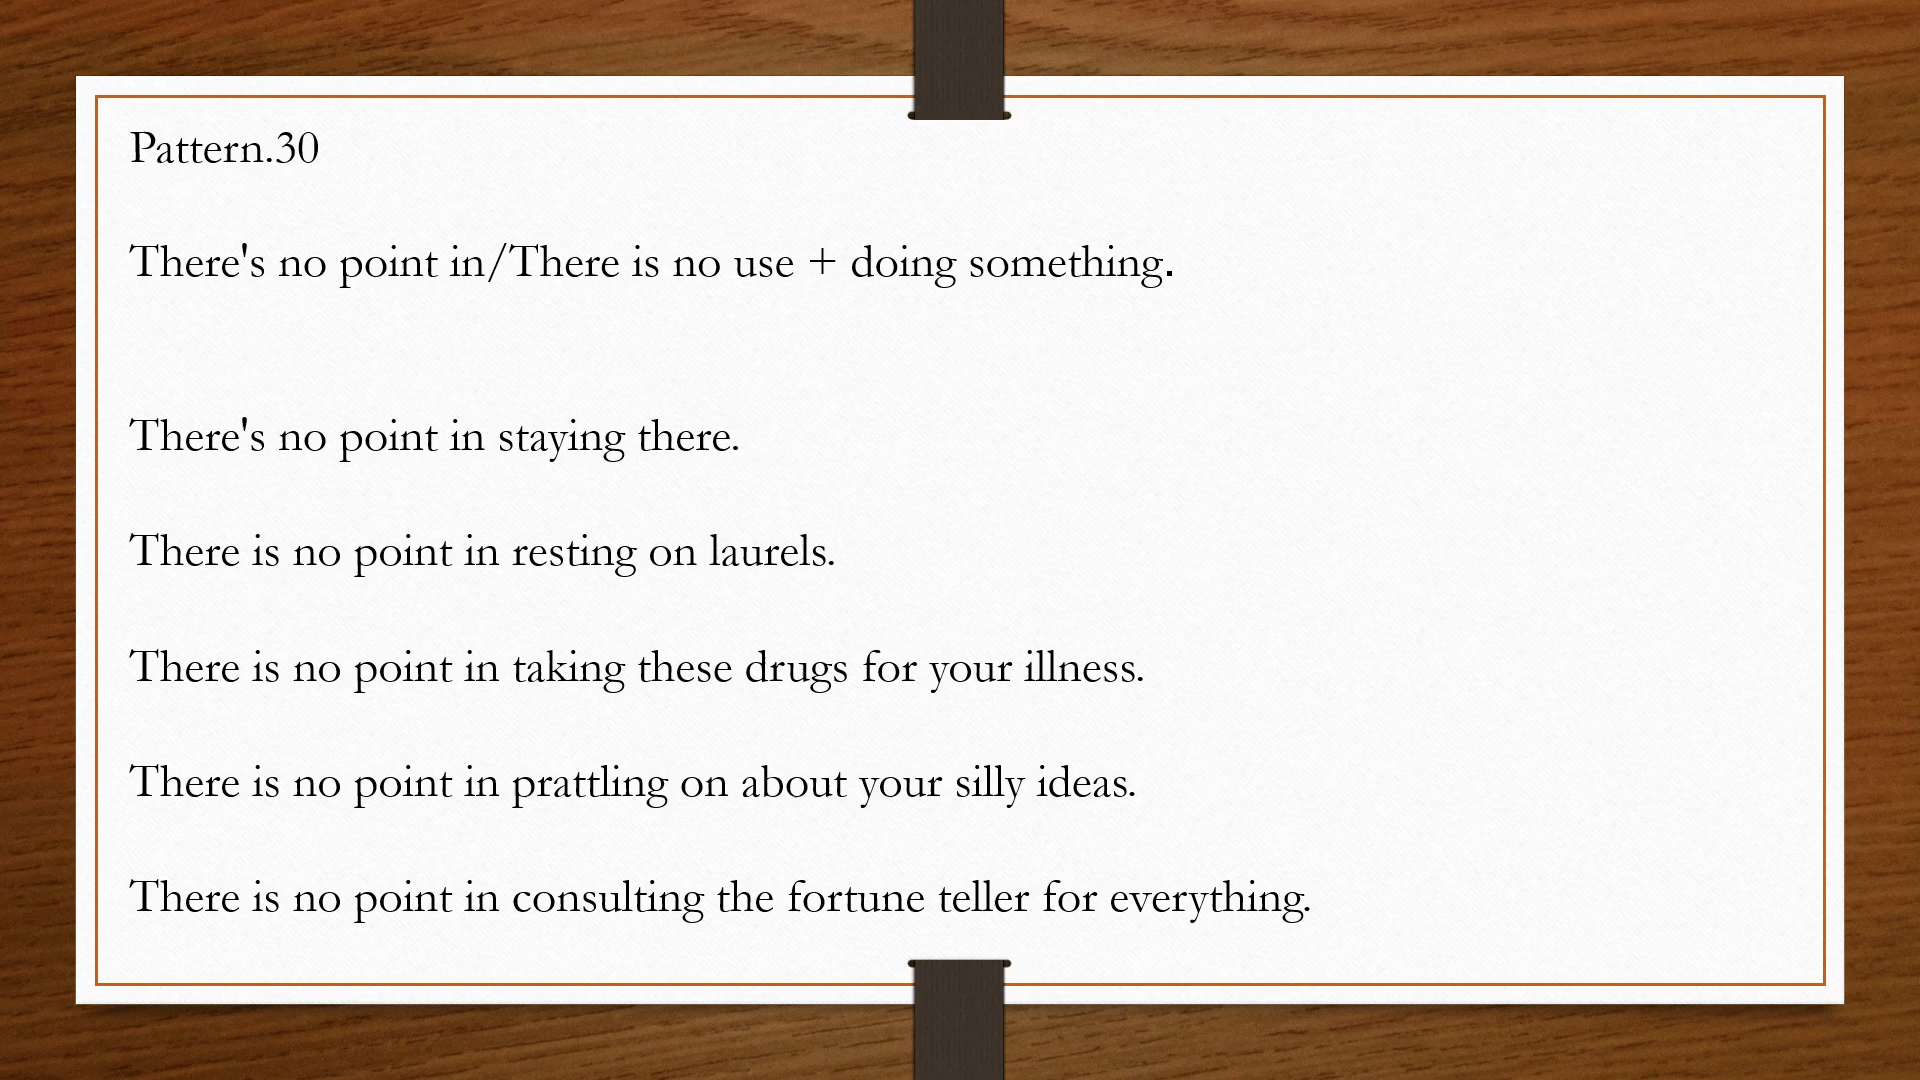 Pattern.30
There's no point in/There is no use + doing something.
There's no point in staying there.
There is no point in resting on laurels.
There is no point in taking these drugs for your illness.
There is no point in prattling on about your silly ideas.
There is no point in consulting the fortune teller for everything.